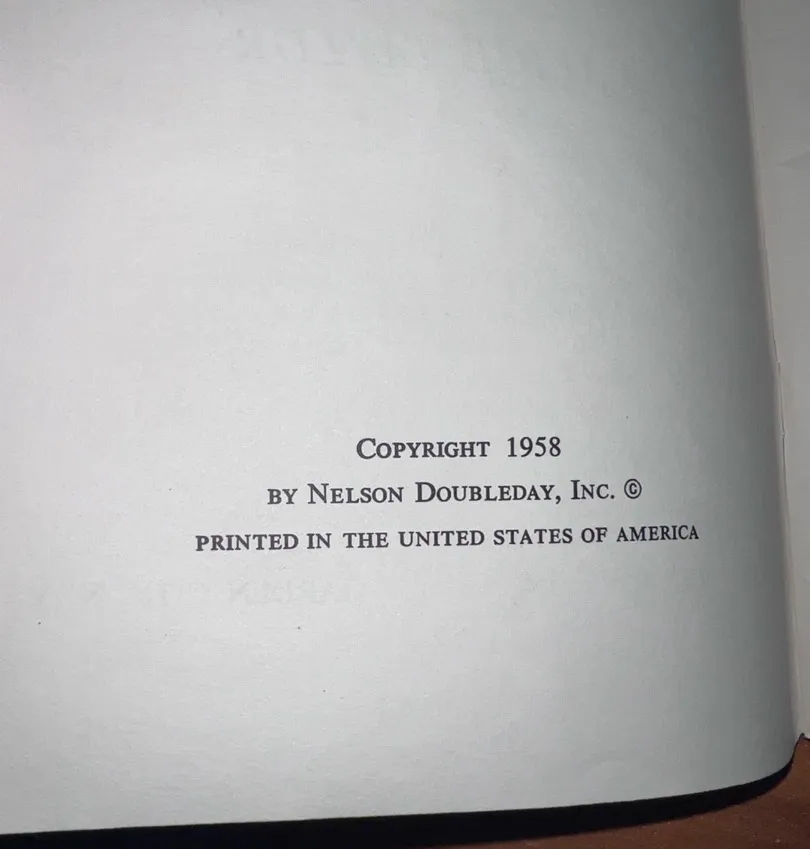 Copyright 1958
by Nelson Doubleday, Inc. ©
PRINTED IN THE UNITED STATES OF AMERICA